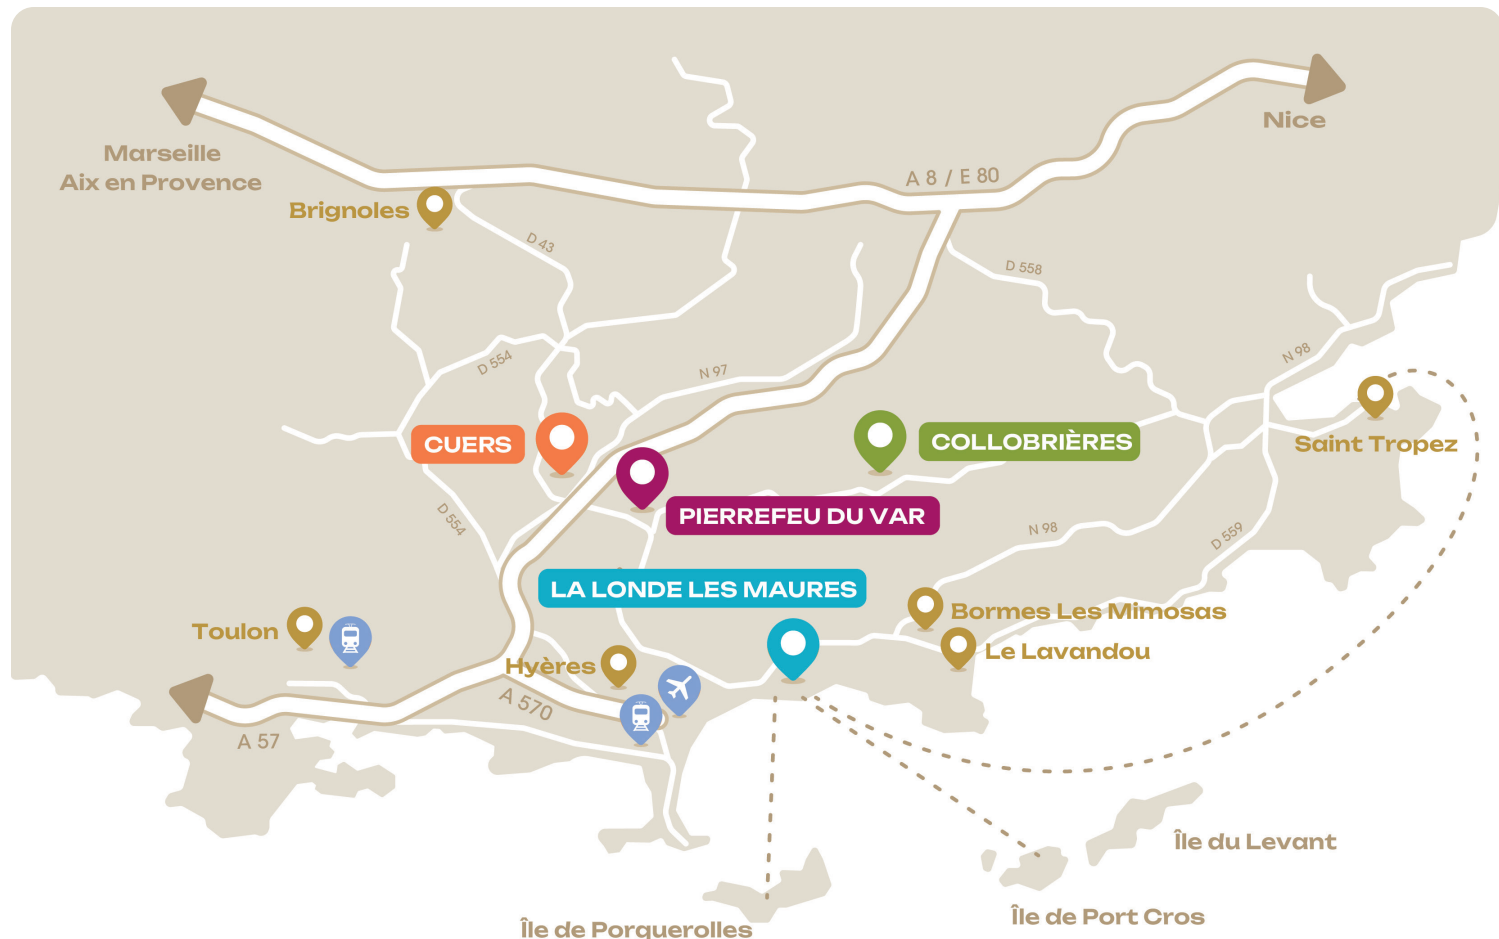 Nice
Marseille
Aix en Provence
A 8 / E 80
Brignoles
D 43
D 558
N 98
D 554
N 97
CUERS
COLLOBRIÈRES
Saint Tropez
PIERREFEU DU VAR
D 554
N 98
D 559
LA LONDE LES MAURES
Bormes Les Mimosas
Toulon
Le Lavandou
Hyères
A 570
A 57
Île du Levant
Île de Port Cros
Île de Porquerolles